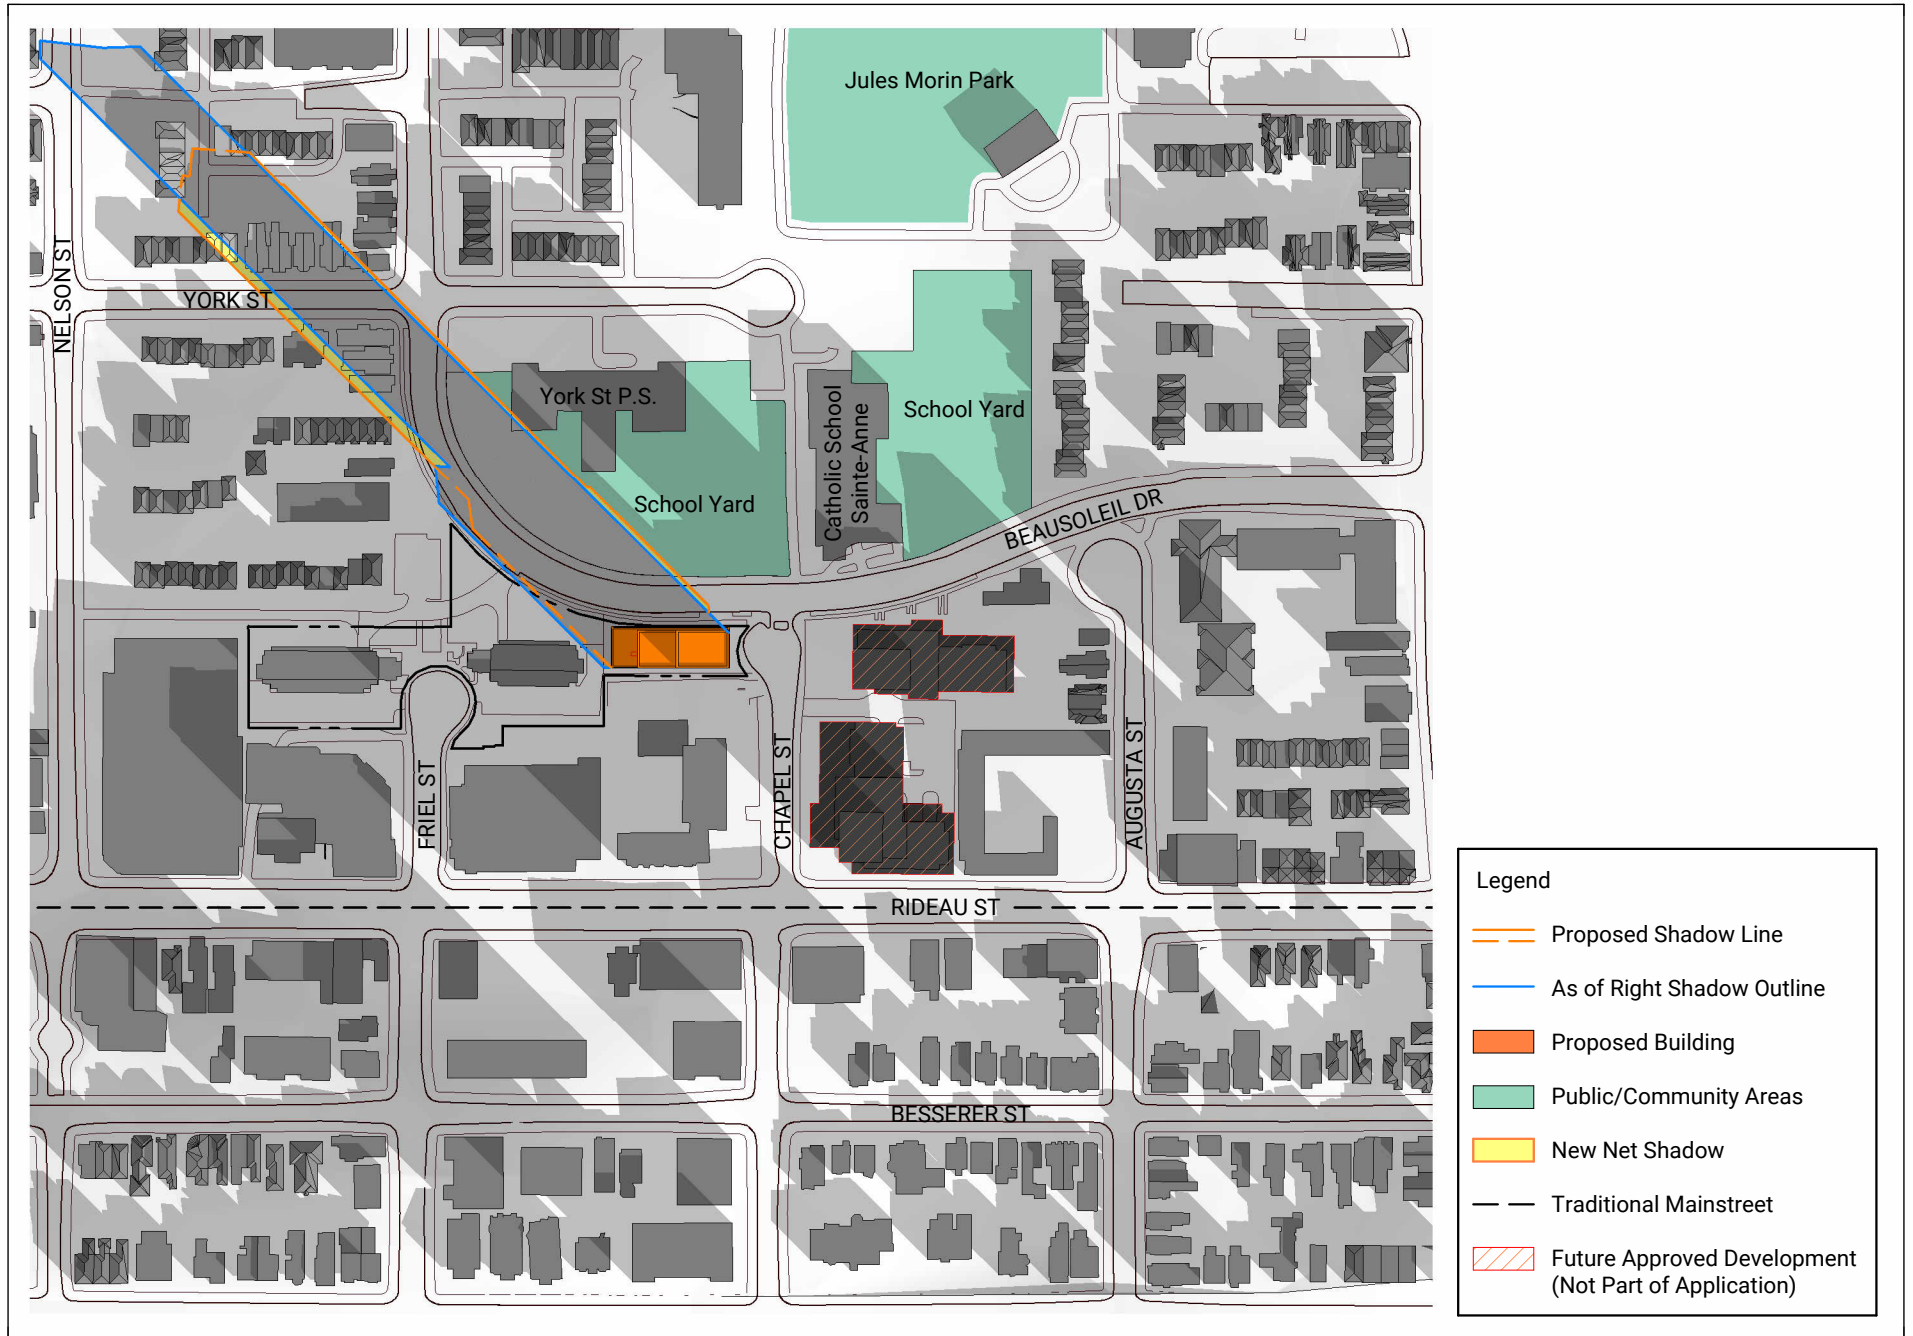 Jules Morin Park
NELSON ST
YORK ST
York St P.S.
School Yard
Catholic School
Sainte-Anne
School Yard
BEAUSOLEIL DR
FRIEL ST
CHAPEL ST
AUGUSTA ST
RIDEAU ST
BESSERER ST
Legend
Proposed Shadow Line
As of Right Shadow Outline
Proposed Building
Public/Community Areas
New Net Shadow
Traditional Mainstreet
Future Approved Development
(Not Part of Application)